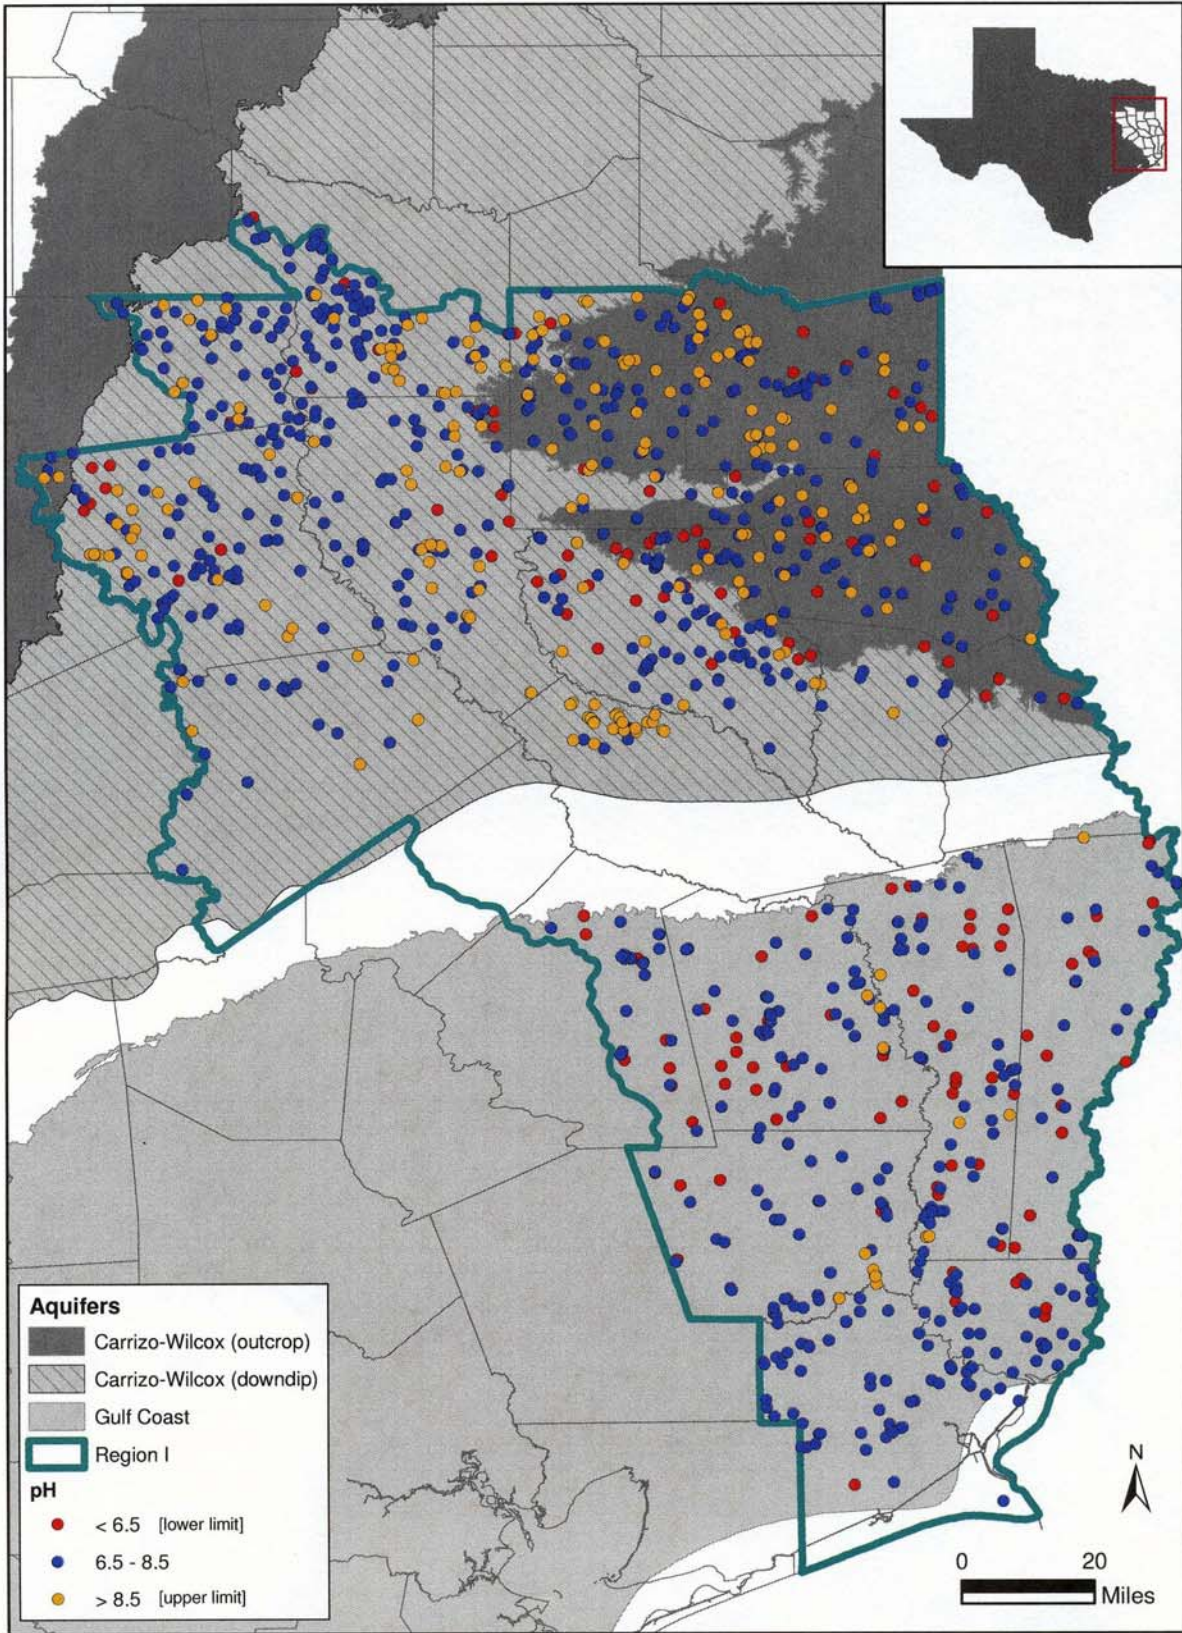 Aquifers
Carrizo-Wilcox (outcrop)
Carrizo-Wilcox (downdip)
Gulf Coast
Region I
pH
< 6.5 [lower limit]
6.5 - 8.5
> 8.5 [upper limit]
N
0 20
Miles